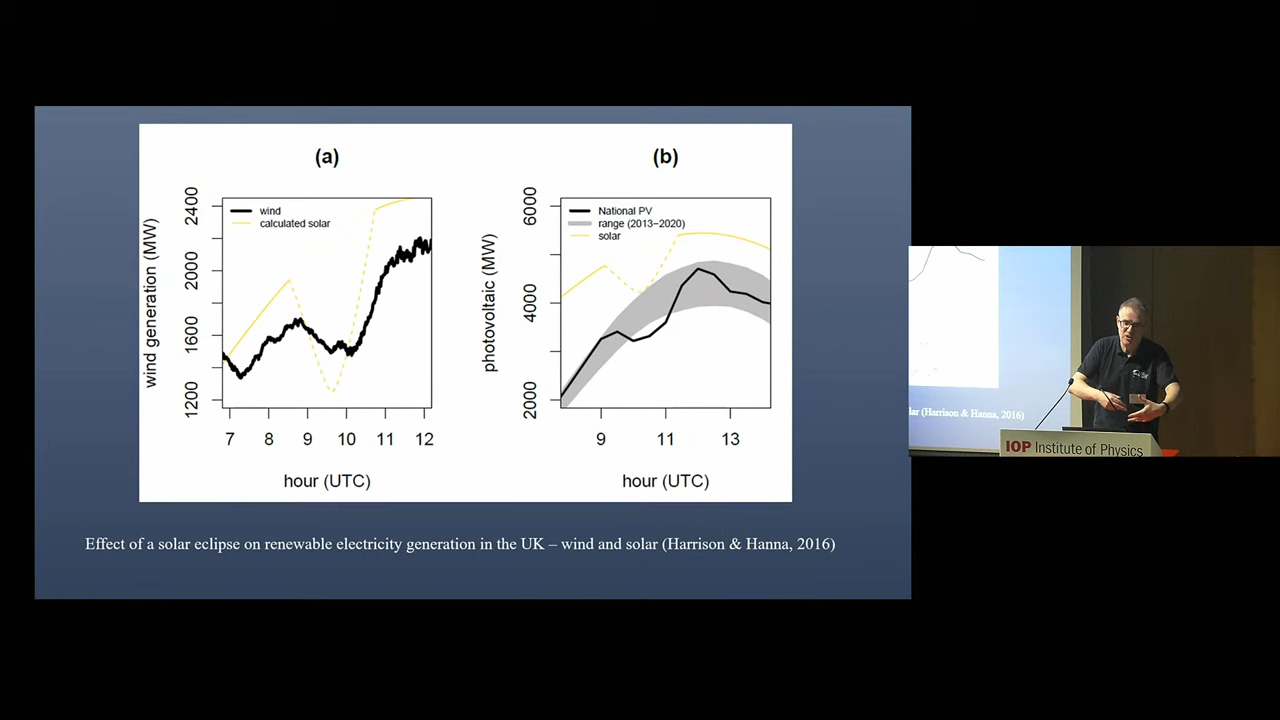 (a)
wind generation (MW)
2400
2000
1600
1200
wind
calculated solar
7 8 9 10 11 12
hour (UTC)
(b)
photovoltaic (MW)
6000
4000
2000
National PV
range (2013−2020)
solar
9 11 13
hour (UTC)
Effect of a solar eclipse on renewable electricity generation in the UK – wind and solar (Harrison & Hanna, 2016)
lar (Harrison & Hanna, 2016)
IOP Institute of Physics